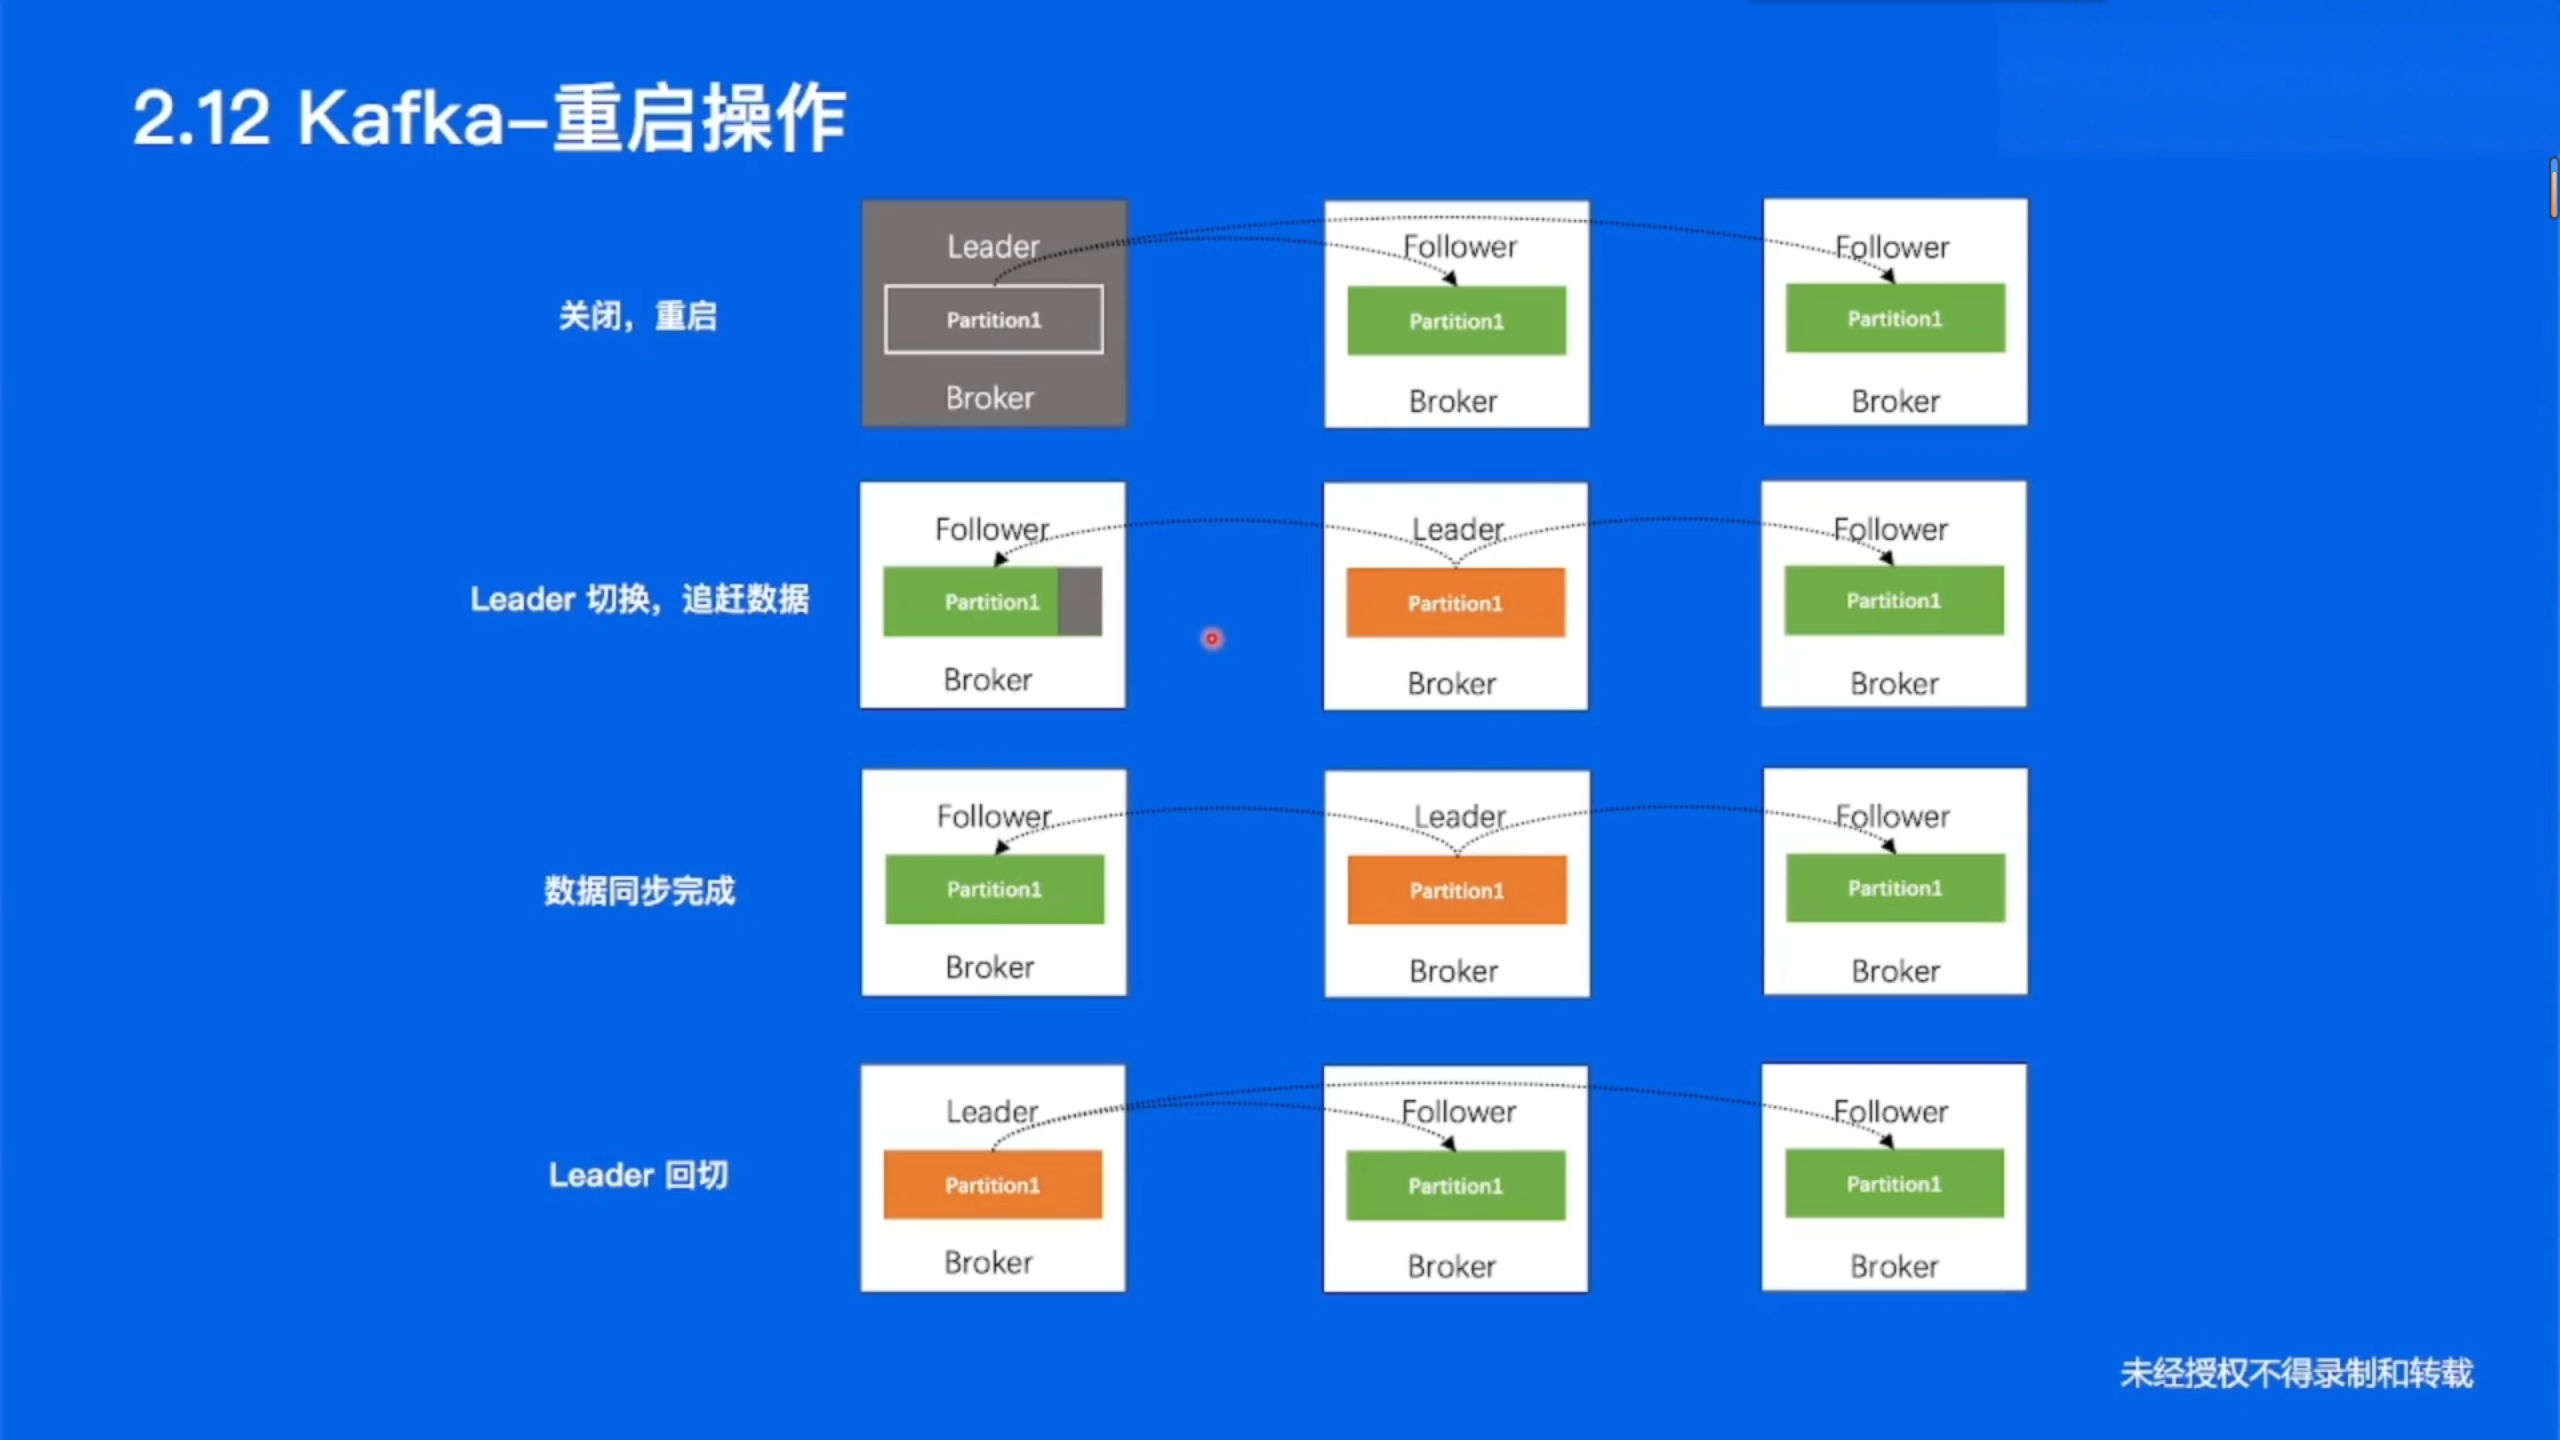 2.12 Kafka–重启操作
关闭，重启
Leader
Partition1
Broker
Follower
Partition1
Broker
Follower
Partition1
Broker
Leader 切换，追赶数据
Follower
Partition1
Broker
Leader
Partition1
Broker
Follower
Partition1
Broker
数据同步完成
Follower
Partition1
Broker
Leader
Partition1
Broker
Follower
Partition1
Broker
Leader 回切
Leader
Partition1
Broker
Follower
Partition1
Broker
Follower
Partition1
Broker
未经授权不得录制和转载